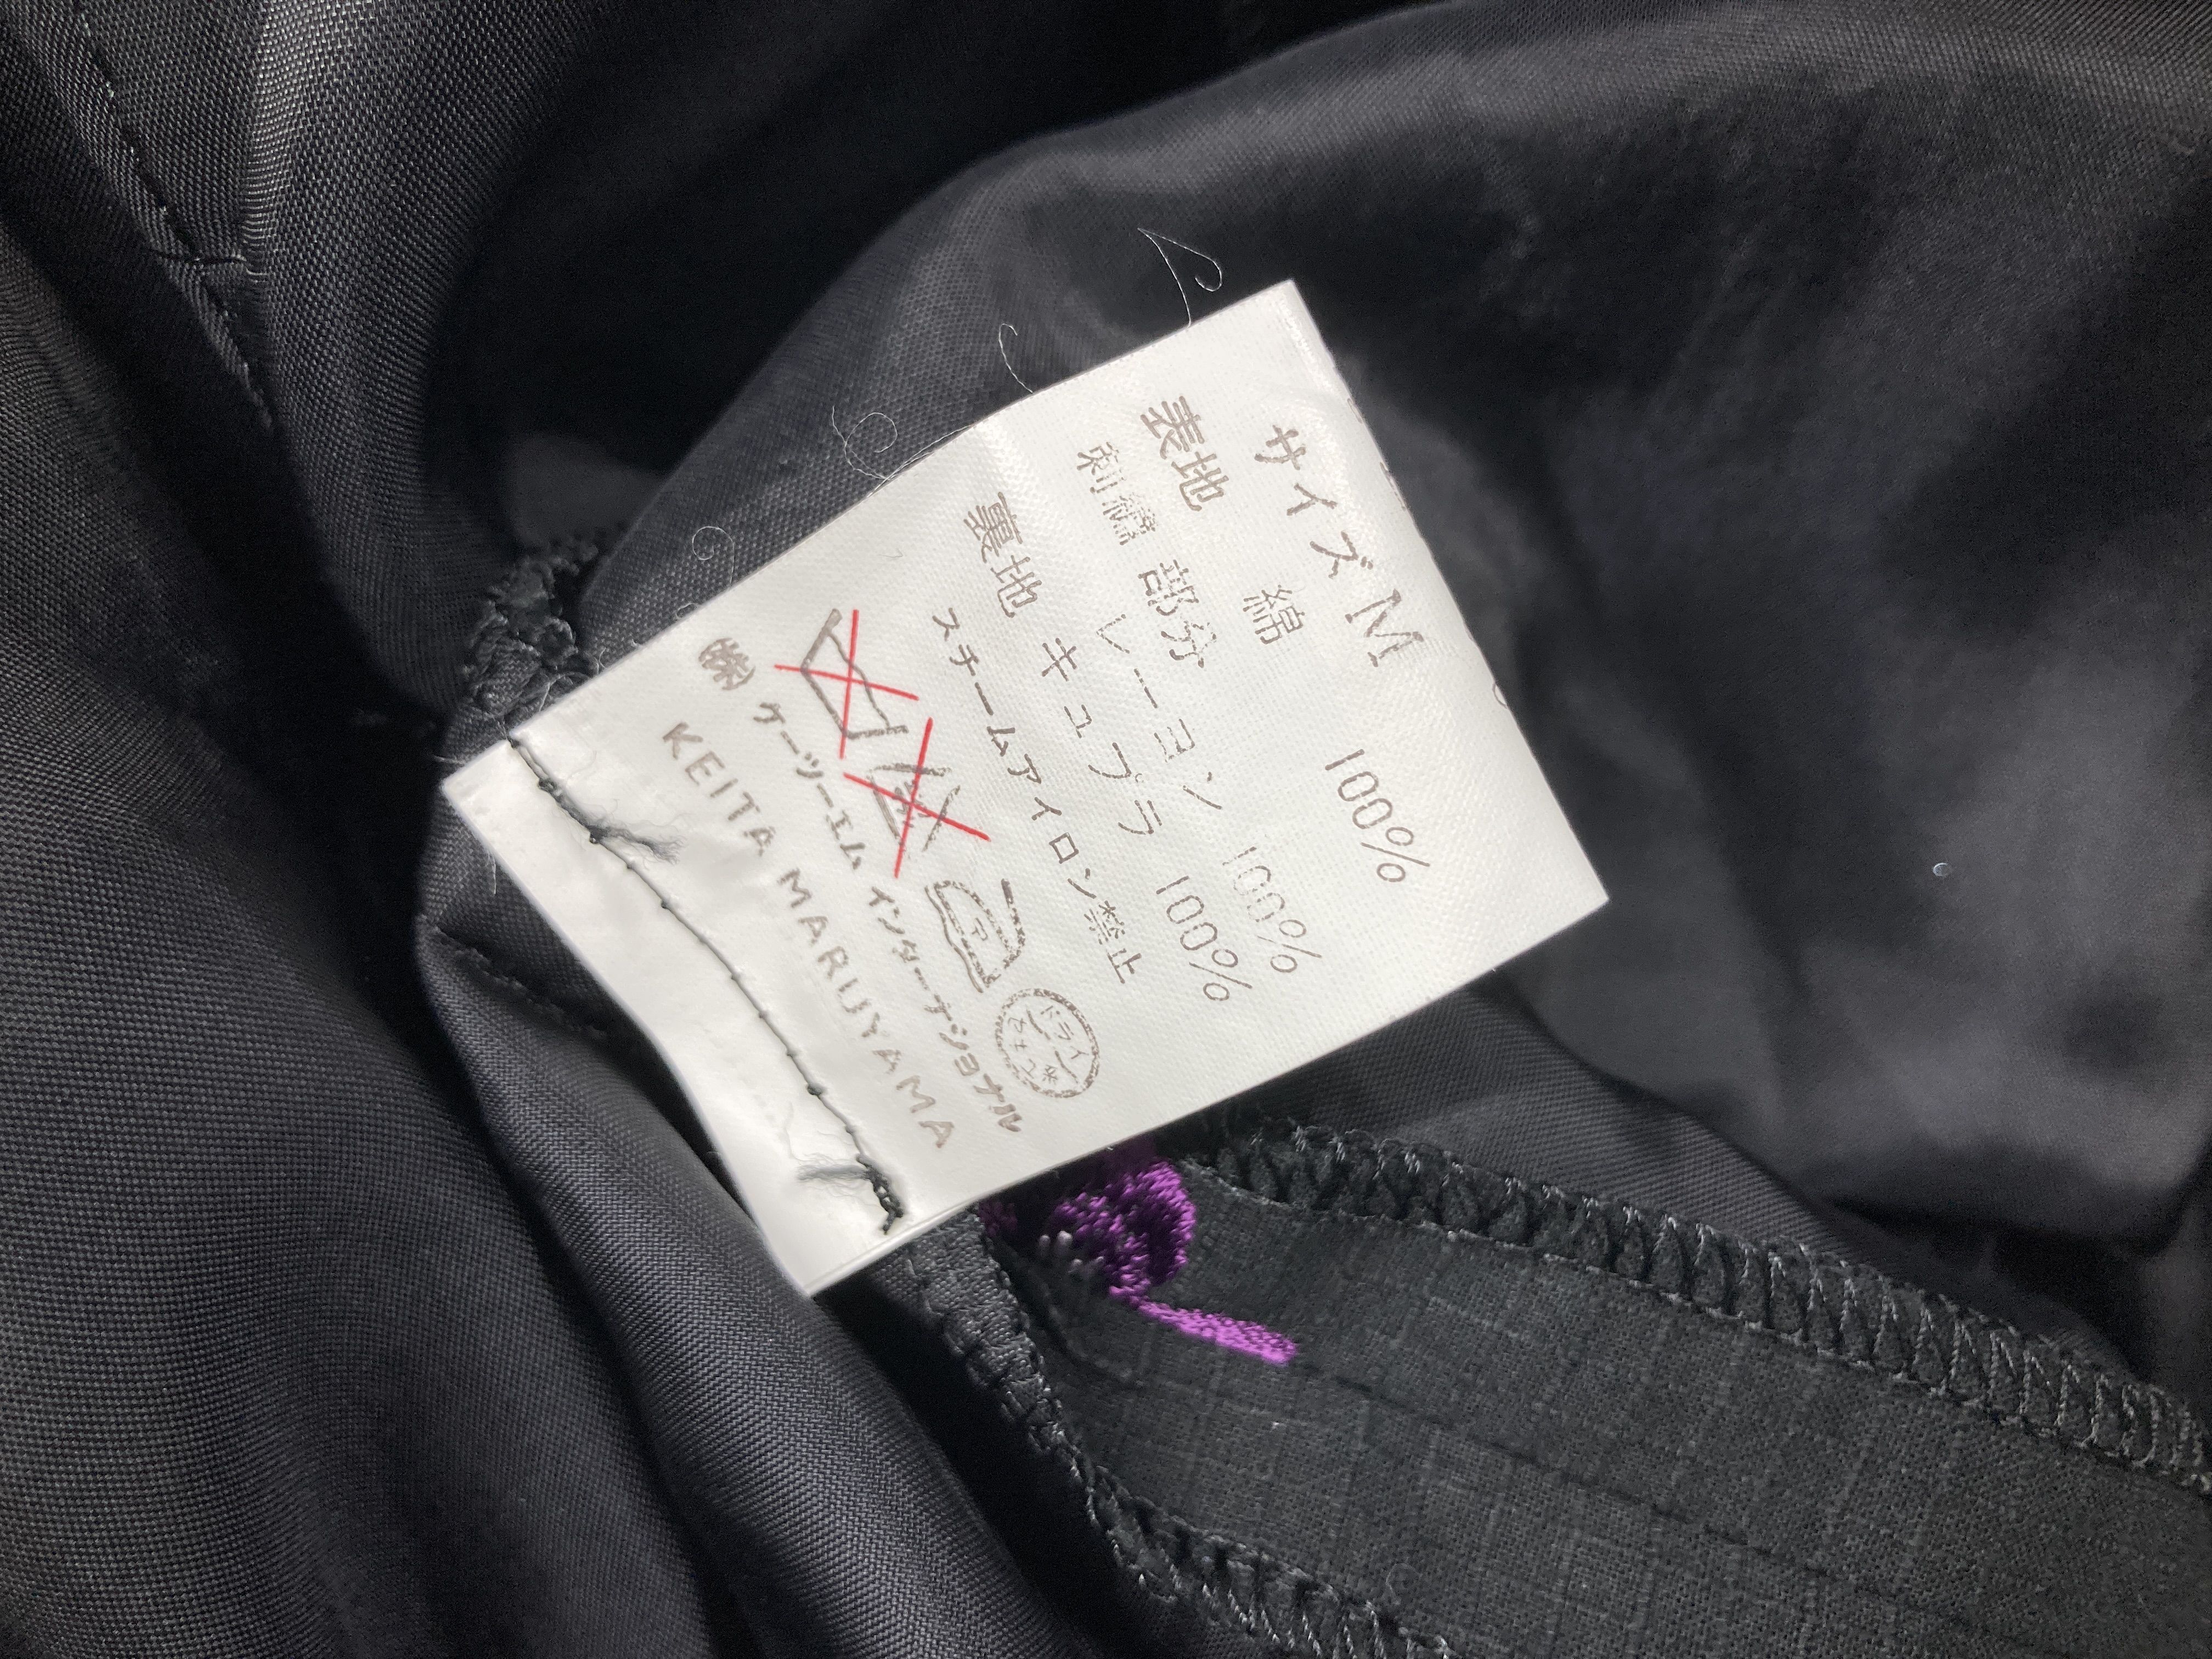 サイズ M
表地 綿 100%
刺繍部分 レーヨン 100%
裏地 キュプラ 100%
スチームアイロン禁止
ドライ
㈱ケーツーエムインターナショナル
KEITA MARUYAMA